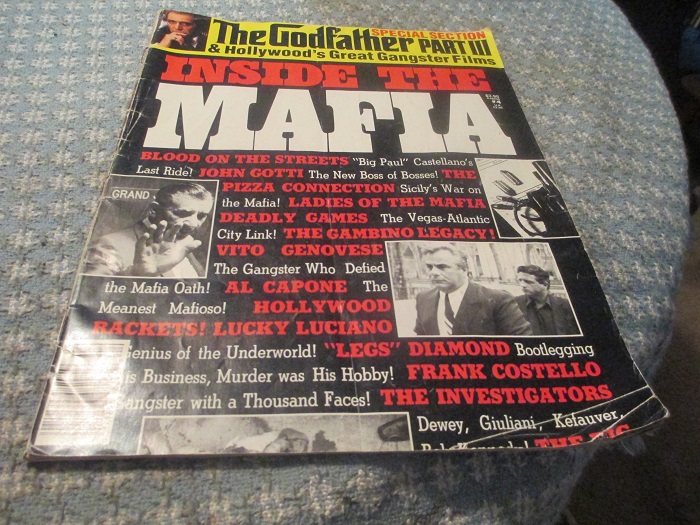 The Godfather PART III
SPECIAL SECTION
& Hollywood's Great Gangster Films
INSIDE THE
MAFIA
#4
BLOOD ON THE STREETS "Big Paul" Castellano's
Last Ride! JOHN GOTTI The New Boss of Bosses! THE
PIZZA CONNECTION Sicily's War on
the Mafia! LADIES OF THE MAFIA
GRAND
DEADLY GAMES The Vegas-Atlantic
City Link! THE GAMBINO LEGACY!
VITO GENOVESE
The Gangster Who Defied
the Mafia Oath! AL CAPONE The
Meanest Mafioso! HOLLYWOOD
RACKETS! LUCKY LUCIANO
Genius of the Underworld! "LEGS" DIAMOND Bootlegging
is Business, Murder was His Hobby! FRANK COSTELLO
Gangster with a Thousand Faces! THE INVESTIGATORS
Dewey, Giuliani, Kefauver,
THE BIG